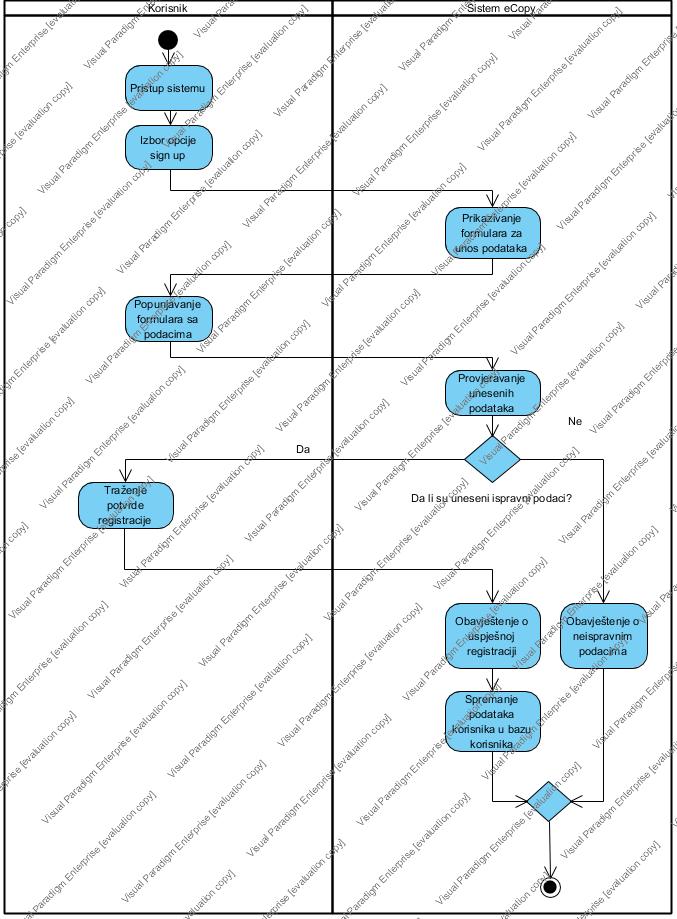 Korisnik
Sistem eCopy
Pristup sistemu
Izbor opcije
sign up
Prikazivanje
formulara za
unos podataka
Popunjavanje
formulara sa
podacima
Provjeravanje
unesenih
podataka
Ne
Da
Da li su uneseni ispravni podaci?
Traženje
potvrde
registracije
Obavještenje o
uspješnoj
registraciji
Obavještenje o
neispravnim
podacima
Spremanje
podataka
korisnika u bazu
korisnika
Visual Paradigm Enterprise [evaluation copy]